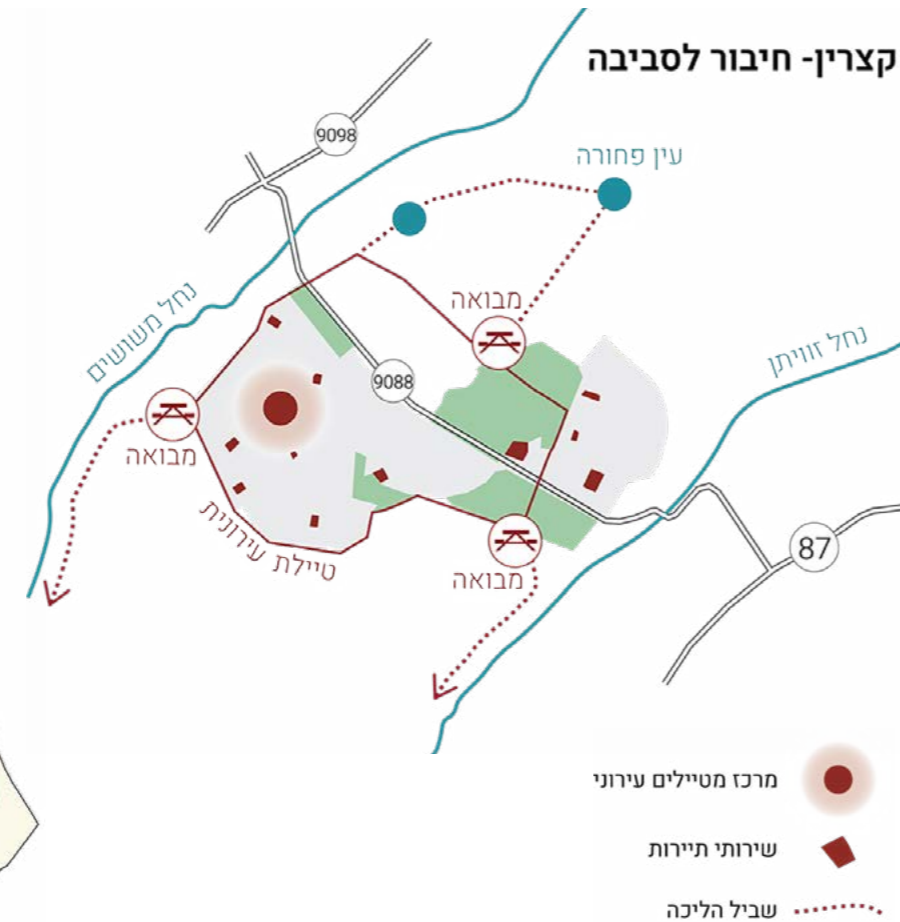 קצרין- חיבור לסביבה
9098
עין פחורה
מבואה
נחל משושים
נחל זוויתן
9088
מבואה
טיילת עירונית
מבואה
87
מרכז מטיילים עירוני
שירותי תיירות
שביל הליכה